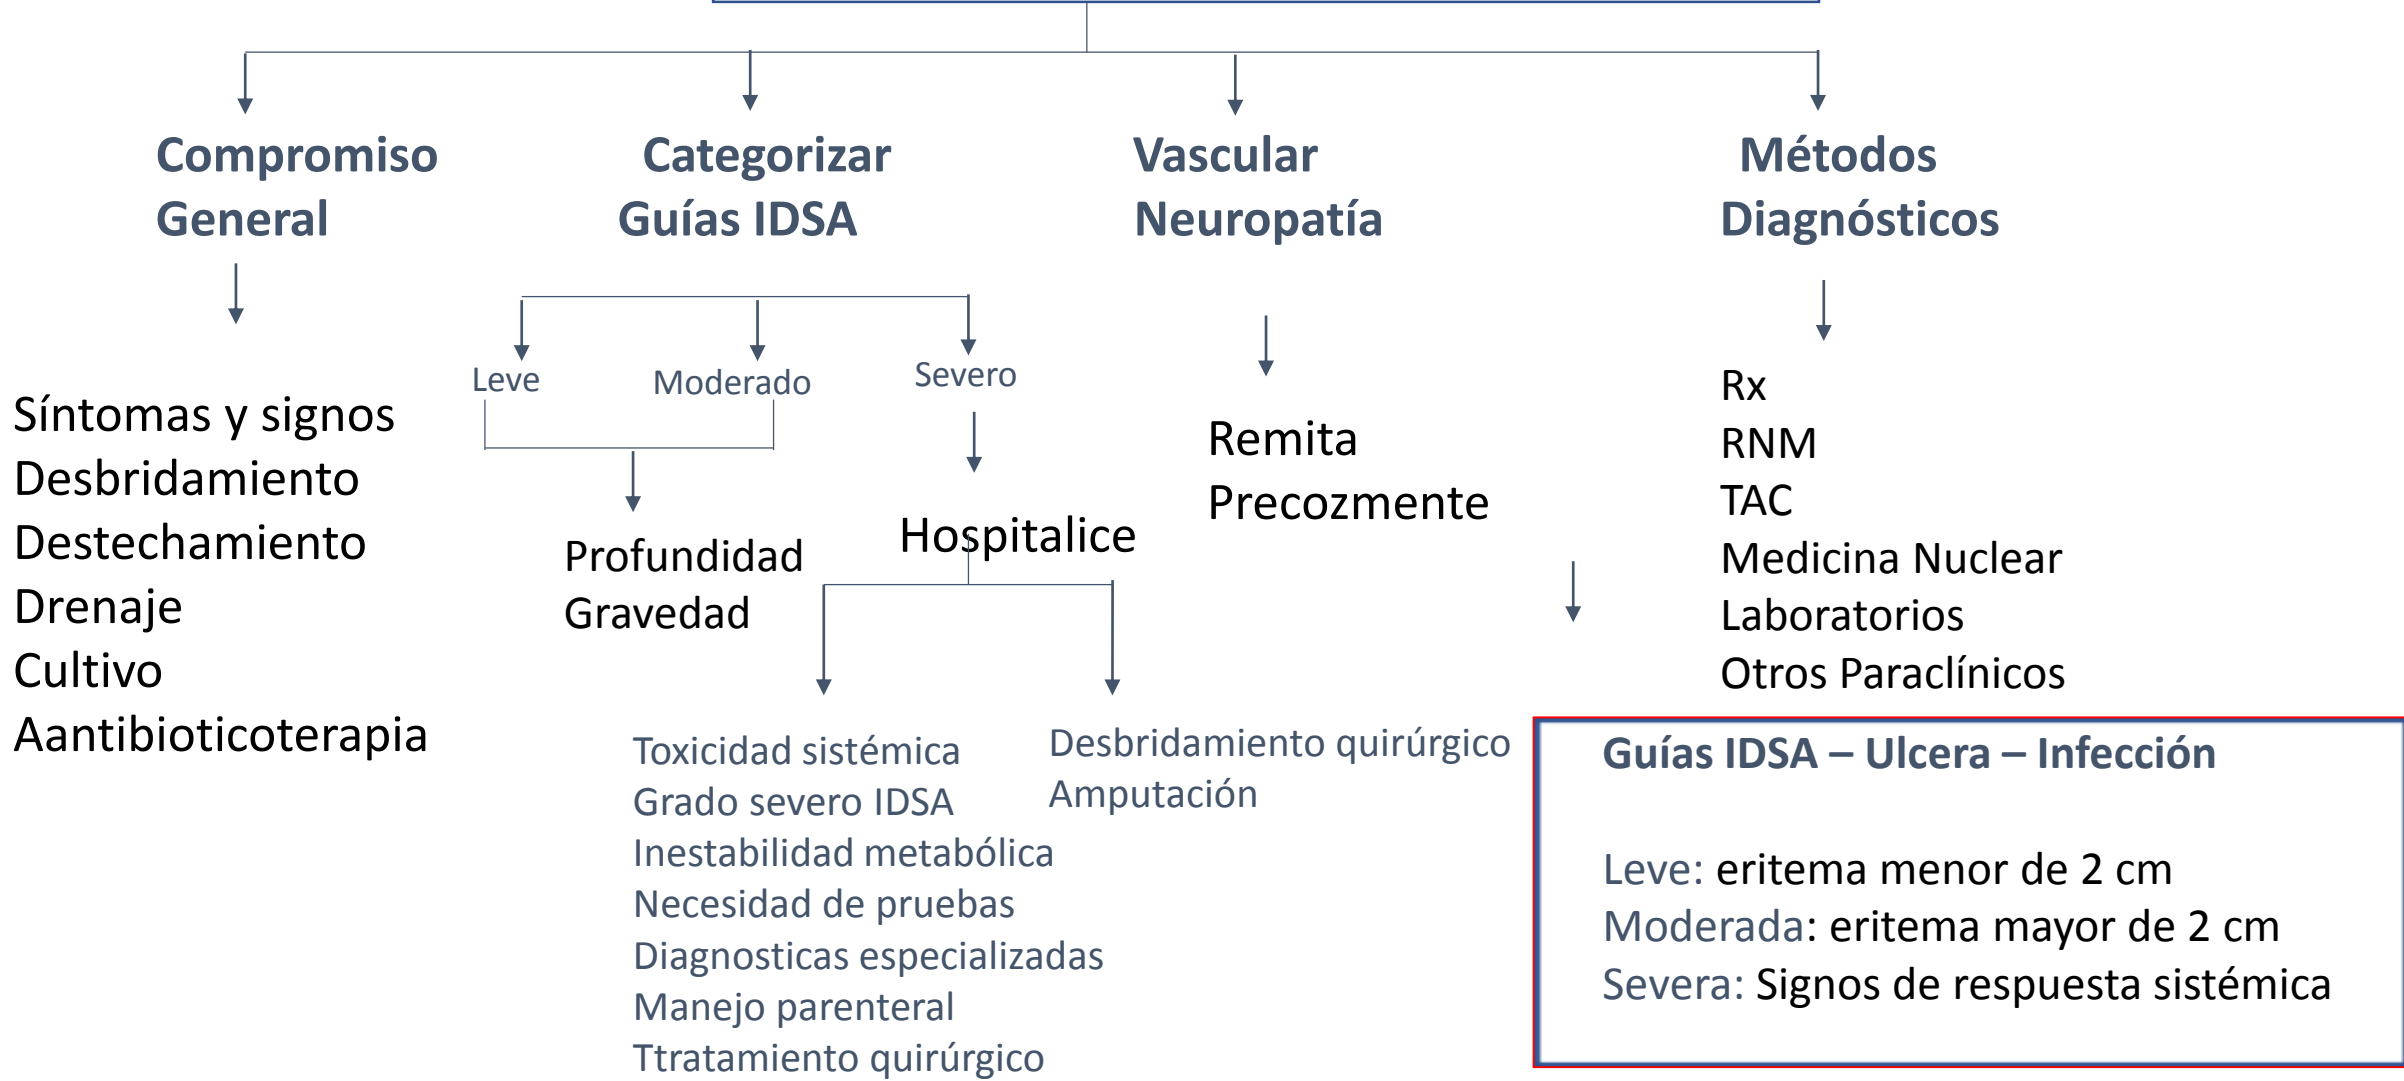 Compromiso
General
Categorizar
Guías IDSA
Vascular
Neuropatía
Métodos
Diagnósticos
Síntomas y signos
Desbridamiento
Destechamiento
Drenaje
Cultivo
Aantibioticoterapia
Leve
Moderado
Severo
Profundidad
Gravedad
Hospitalice
Toxicidad sistémica
Grado severo IDSA
Inestabilidad metabólica
Necesidad de pruebas
Diagnosticas especializadas
Manejo parenteral
Ttratamiento quirúrgico
Desbridamiento quirúrgico
Amputación
Remita
Precozmente
Rx
RNM
TAC
Medicina Nuclear
Laboratorios
Otros Paraclínicos
Guías IDSA – Ulcera – Infección
Leve: eritema menor de 2 cm
Moderada: eritema mayor de 2 cm
Severa: Signos de respuesta sistémica